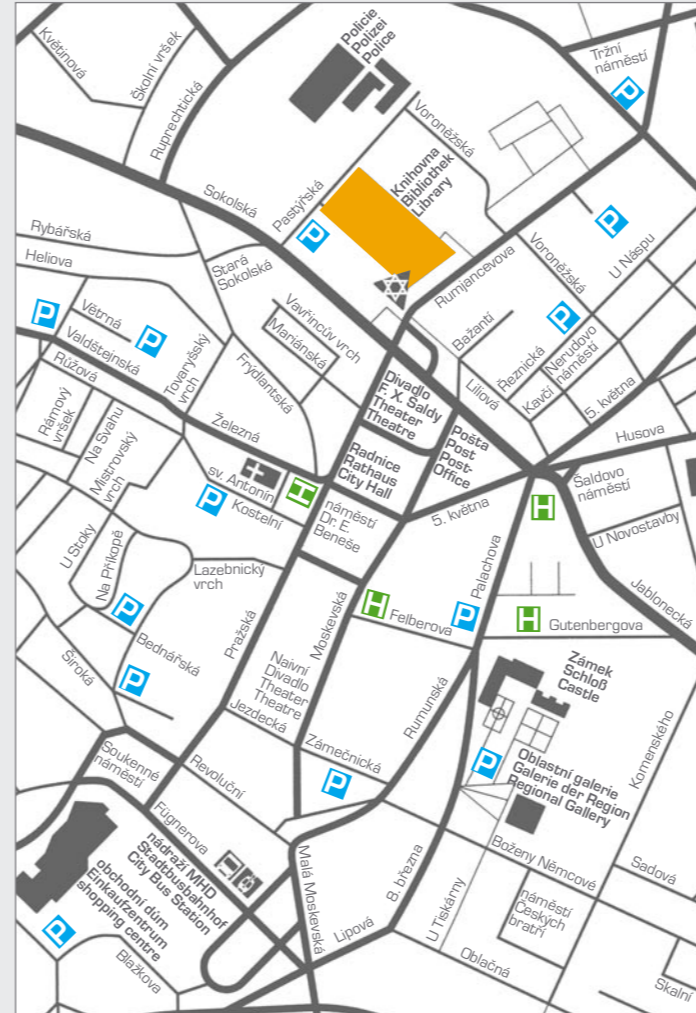 Květinová
Školní vršek
Ruprechtická
Policie
Polizei
Police
Tržní
náměstí
P
Voroněžská
Knihovna
Bibliothek
Library
Sokolská
Pastýřská
P
P
Rybářská
Heliova
Stará
Sokolská
Voroněžská
U Náspu
Rumjancevova
P
Větrná
P
Valdštejnská
Růžová
Tovaryšský
vrch
Vavřincův vrch
Mariánská
Frýdlantská
Bažantí
P
Řeznická
Nerudovo
náměstí
Kavčí
Liliová
5. května
Divadlo
F. X. Šaldy
Theater
Theatre
Rámový
vršek
Na Svahu
Mistrovský
vrch
Železná
Radnice
Rathaus
City Hall
Pošta
Post
Post-
Office
Husova
sv. Antonín
H
P
Kostelní
náměstí
Dr. E.
Beneše
5. května
H
Šaldovo
náměstí
U Novostavby
U Stoky
Na Příkopě
Lazebnický
vrch
Palachova
Jablonecká
P
Bednářská
Pražská
Moskevská
H
Felberova
P
H
Gutenbergova
Široká
P
Naivní
Divadlo
Theater
Theatre
Jezdecká
Rumunská
Zámek
Schloß
Castle
Komenského
Soukenné
náměstí
Revoluční
Zámečnická
P
P
Oblastní galerie
Galerie der Region
Regional Gallery
Fügnerova
nádraží MHD
Stadtbusbahnhof
City Bus Station
obchodní dům
Einkaufzentrum
shopping centre
Malá Moskevská
8. března
Boženy Němcové
Sadová
U Tiskárny
náměstí
Českých
bratří
P
Lipová
Blažkova
Oblačná
Skalní